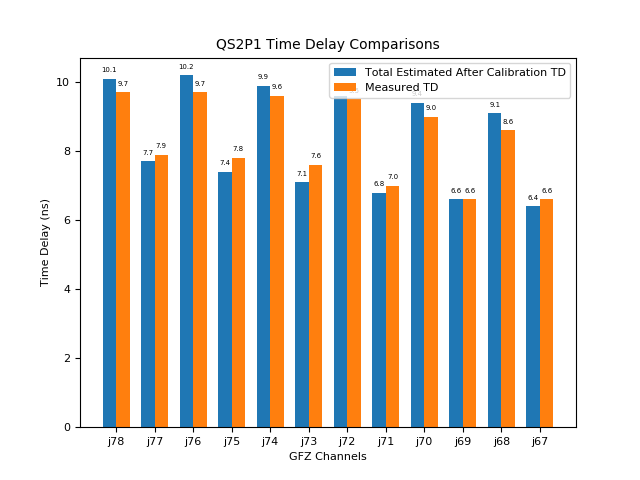 QS2P1 Time Delay Comparisons
Total Estimated After Calibration TD
Measured TD
10.1 9.7 7.7 7.9 10.2 9.7 7.4 7.8 9.9 9.6 7.1 7.6 6.8 7.0 9.0 6.6 6.6 9.1 8.6 6.4 6.6
10
8
6
4
2
0
Time Delay (ns)
j78 j77 j76 j75 j74 j73 j72 j71 j70 j69 j68 j67
GFZ Channels